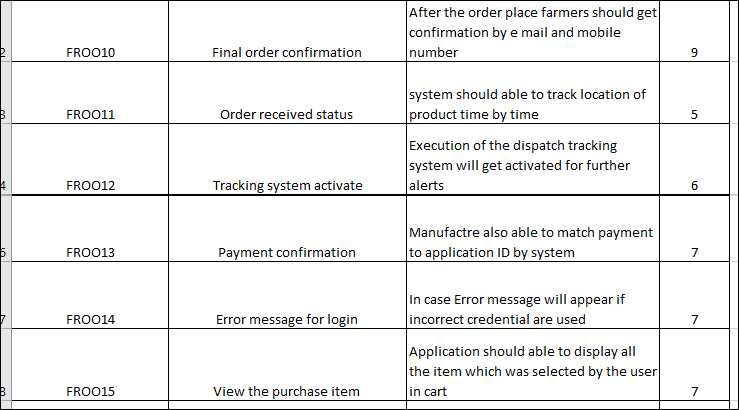 After the order place farmers should get
confirmation by e mail and mobile
2 FROO10 Final order confirmation number 9
system should able to track location of
3 FROO11 Order received status product time by time 5
Execution of the dispatch tracking
system will get activated for further
4 FROO12 Tracking system activate alerts 6
Manufactre also able to match payment
6 FROO13 Payment confirmation to application ID by system 7
In case Error message will appear if
7 FROO14 Error message for login incorrect credential are used 7
Application should able to display all
the item which was selected by the user
8 FROO15 View the purchase item in cart 7